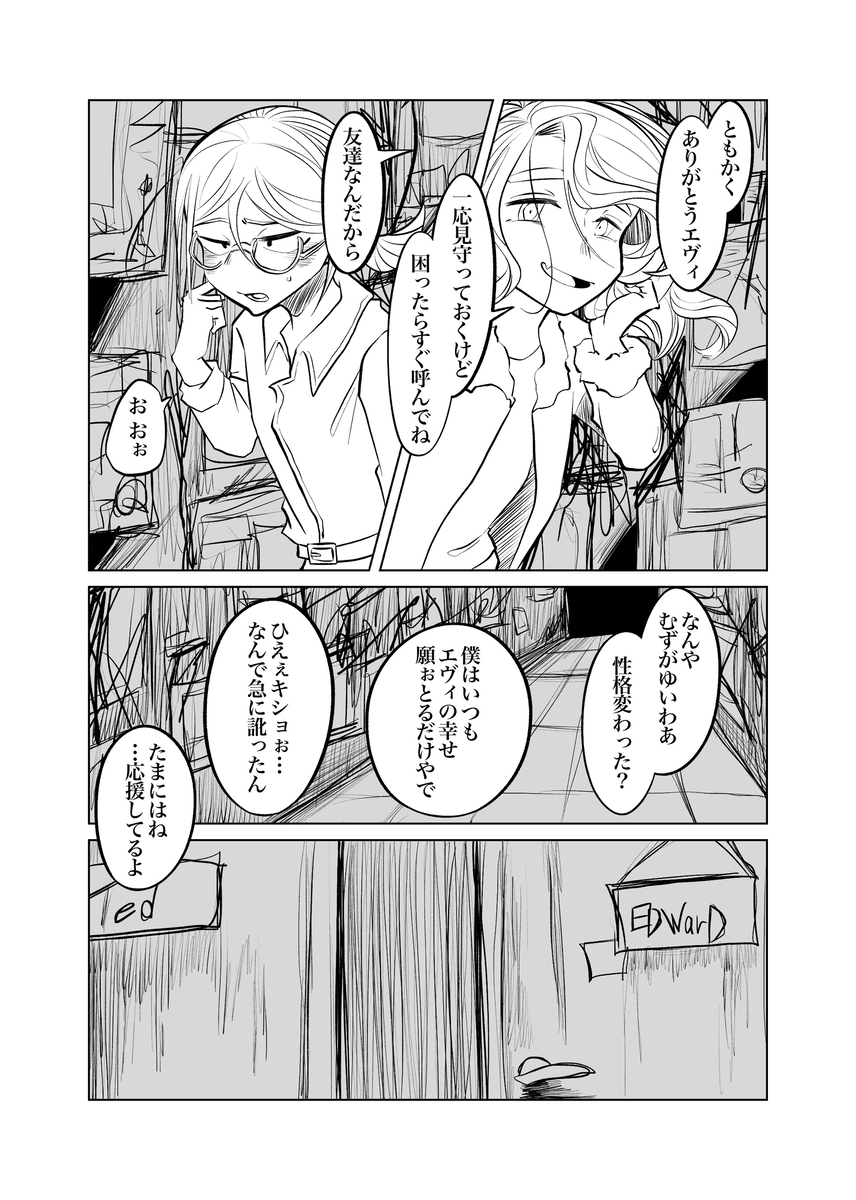 ともかく
ありがとうエヴィ
一応見守っておくけど
困ったらすぐ呼んでね
友達なんだから
お おぉ
なんや
むずがゆいわあ
性格変わった？
僕はいつも
エヴィの幸せ
願ぉとるだけやで
ひえぇキショぉ…
なんで急に訛ったん
たまにはね
…応援してるよ
EDWarD
ed